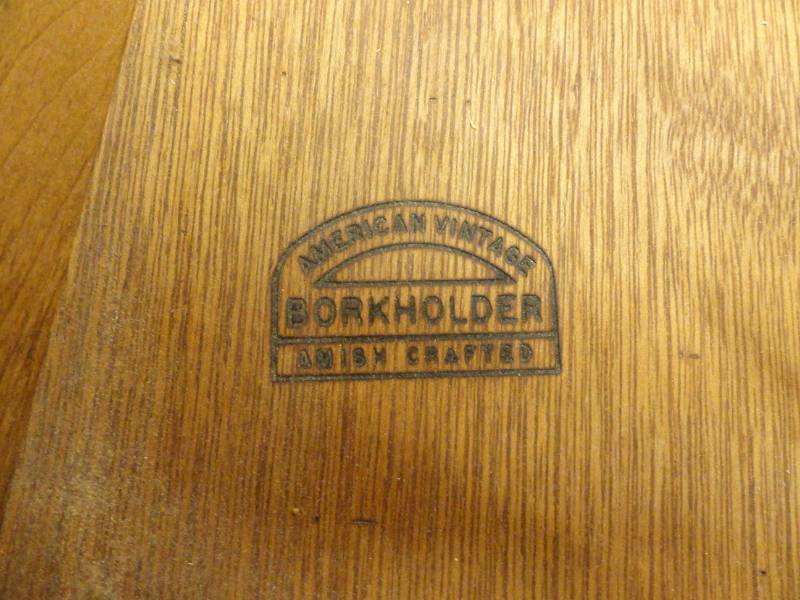 AMERICAN VINTAGE
BORKHOLDER
AMISH CRAFTED